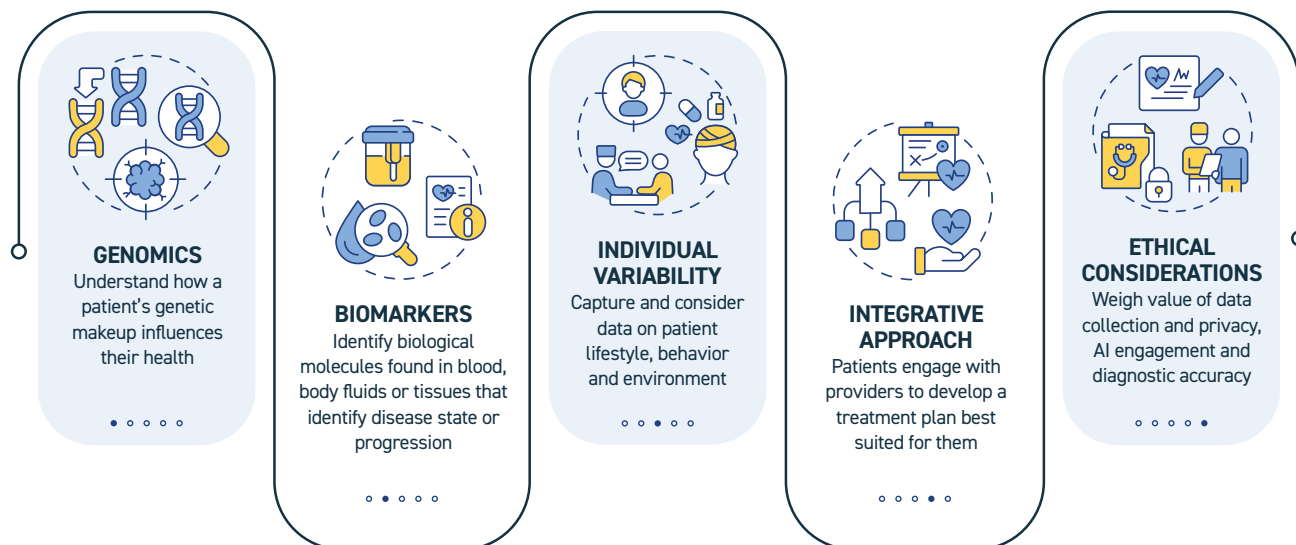 GENOMICS
Understand how a
patient's genetic
makeup influences
their health
BIOMARKERS
Identify biological
molecules found in blood,
body fluids or tissues that
identify disease state or
progression
INDIVIDUAL
VARIABILITY
Capture and consider
data on patient
lifestyle, behavior
and environment
INTEGRATIVE
APPROACH
Patients engage with
providers to develop a
treatment plan best
suited for them
ETHICAL
CONSIDERATIONS
Weigh value of data
collection and privacy,
AI engagement and
diagnostic accuracy